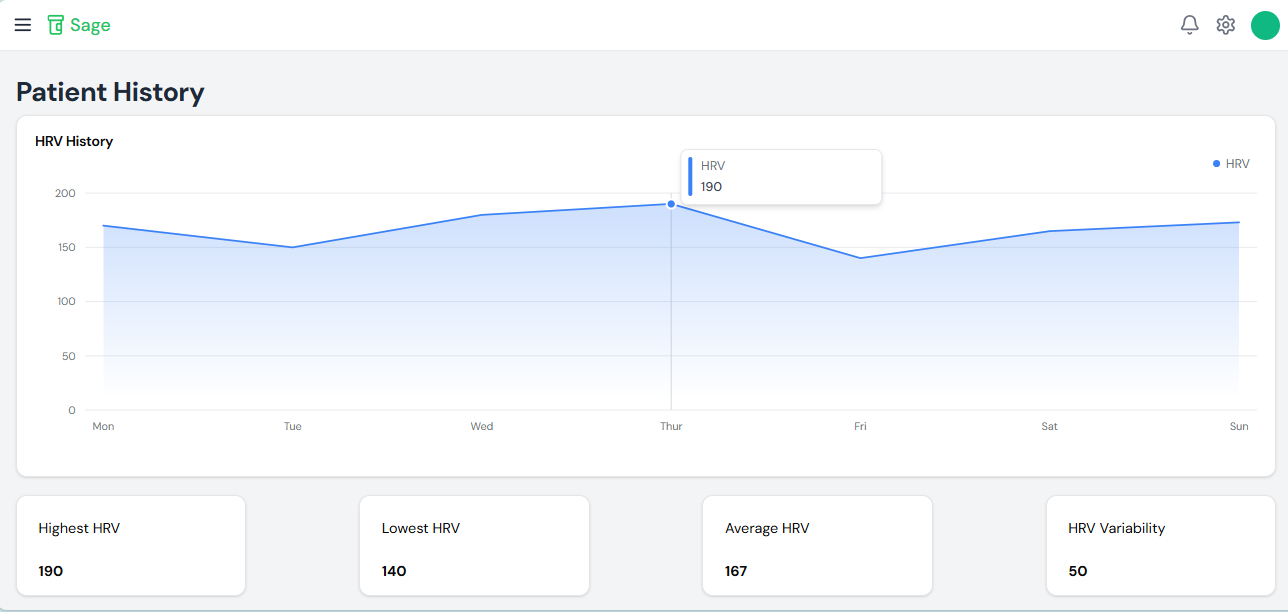 Sage
Patient History
HRV History
HRV
190
HRV
200
150
100
50
0
Mon Tue Wed Thur Fri Sat Sun
Highest HRV
190
Lowest HRV
140
Average HRV
167
HRV Variability
50